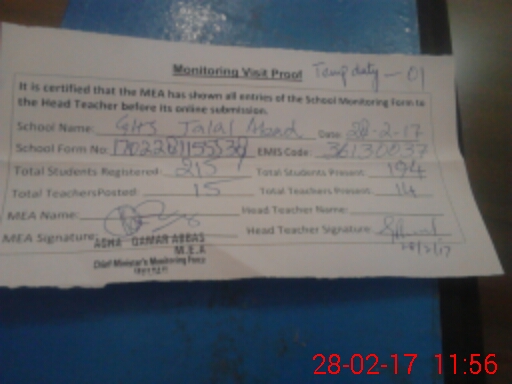 Monitoring Visit Proof Temp duty - 01
It is certified that the MEA has shown all entries of the School Monitoring Form to
the Head Teacher before its online submission.
School Name: GHS Jalal Abad Date: 28-2-17
School Form No: EMIS Code: 36130037
Total Students Registered: 215 Total Students Present: 194
Total Teachers Posted: 15 Total Teachers Present: 14
MEA Name: Head Teacher Name:
MEA Signature: Head Teacher Signature:
28/2/17
QAMAR ABBAS
M.E.A
Chief Minister's Monitoring Force
28-02-17 11:56